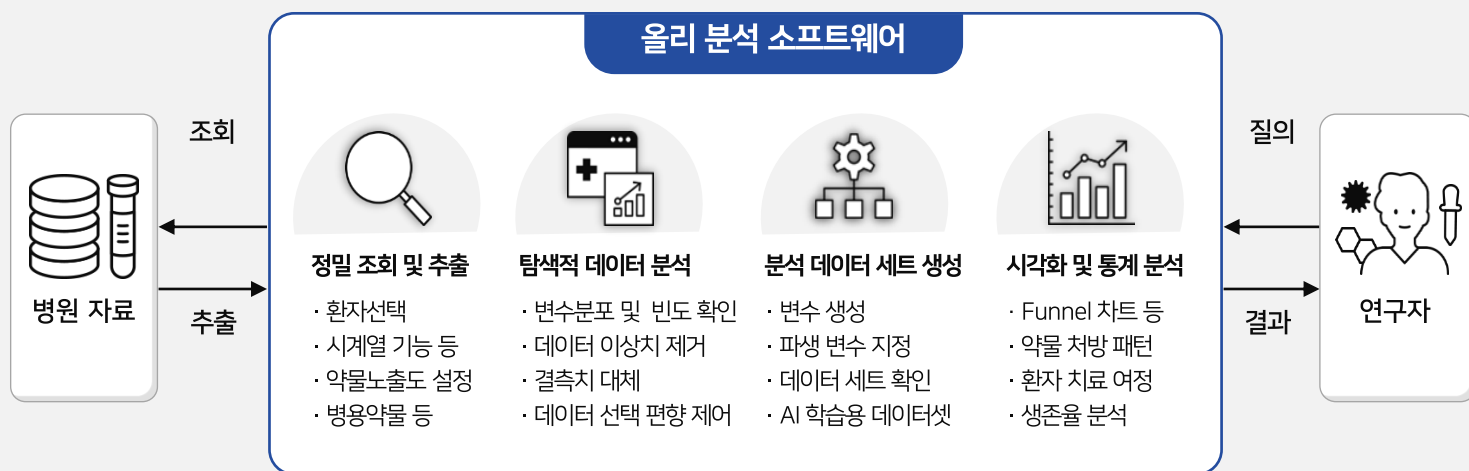 올리 분석 소프트웨어
조회
추출
병원 자료
정밀 조회 및 추출
· 환자선택
· 시계열 기능 등
· 약물노출도 설정
· 병용약물 등
탐색적 데이터 분석
· 변수분포 및 빈도 확인
· 데이터 이상치 제거
· 결측치 대체
· 데이터 선택 편향 제어
분석 데이터 세트 생성
· 변수 생성
· 파생 변수 지정
· 데이터 세트 확인
· AI 학습용 데이터셋
시각화 및 통계 분석
· Funnel 차트 등
· 약물 처방 패턴
· 환자 치료 여정
· 생존율 분석
질의
결과
연구자